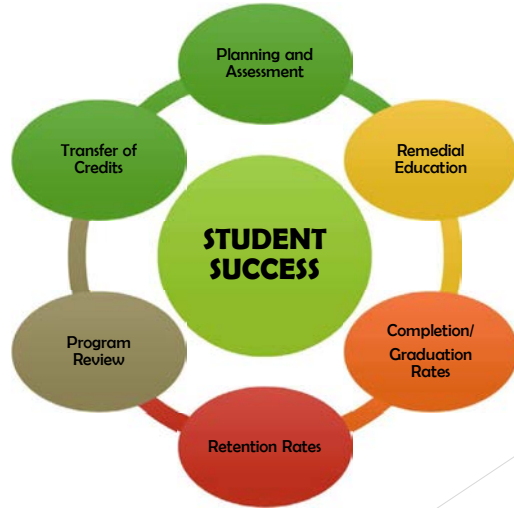 Planning and
Assessment
Transfer of
Credits
Remedial
Education
STUDENT
SUCCESS
Program
Review
Completion/
Graduation
Rates
Retention Rates